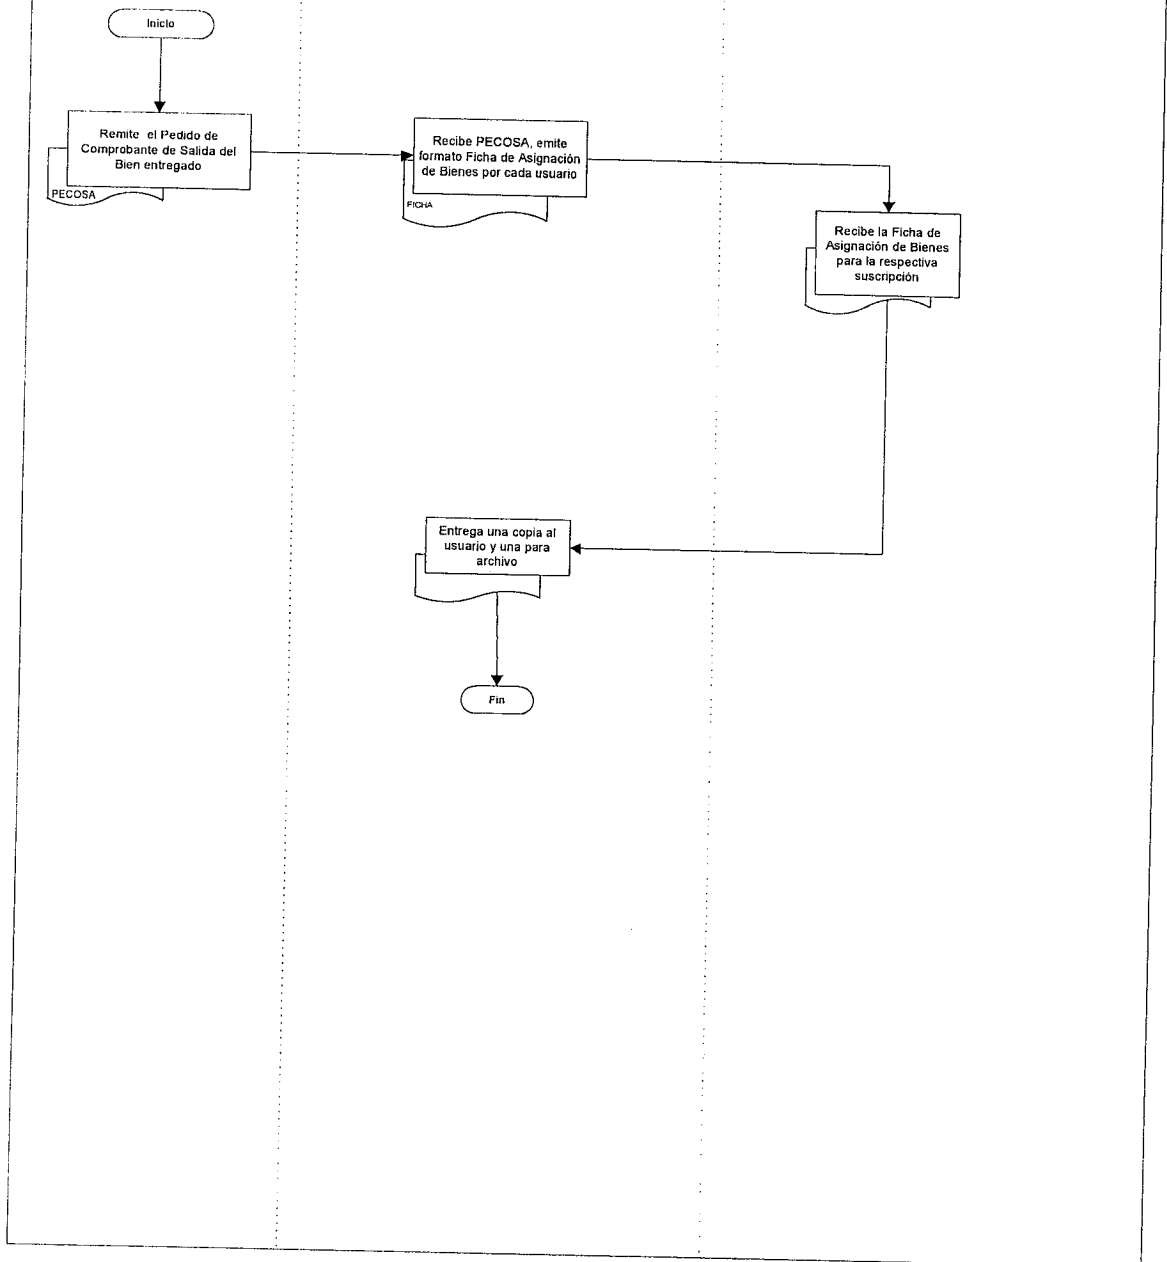 Inicio
Remite el Pedido de
Comprobante de Salida del
Bien entregado
PECOSA
Recibe PECOSA, emite
formato Ficha de Asignación
de Bienes por cada usuario
FICHA
Recibe la Ficha de
Asignación de Bienes
para la respectiva
suscripción
Entrega una copia al
usuario y una para
archivo
Fin